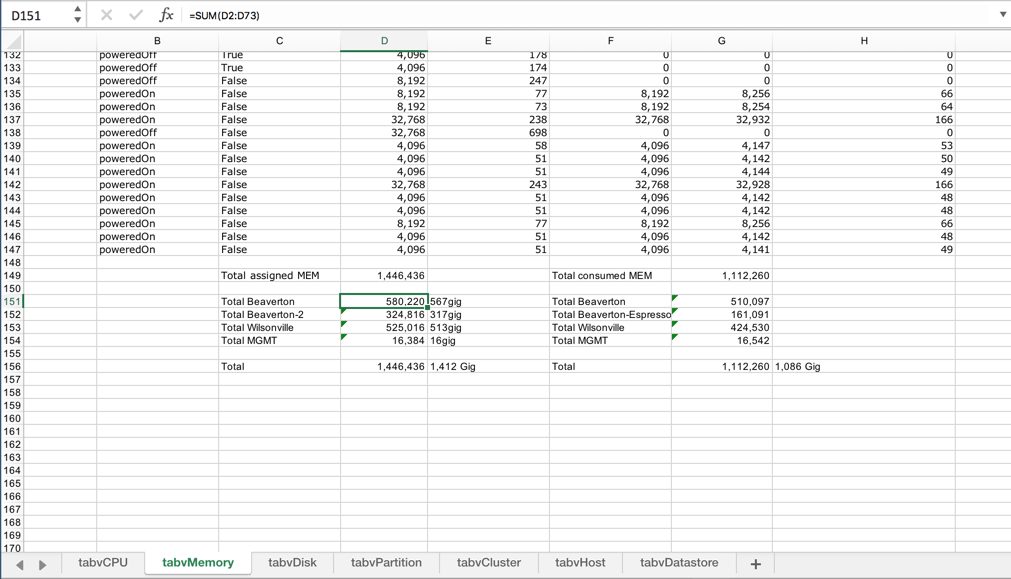 D151 fx =SUM(D2:D73)
B C D E F G H
132 poweredOff True 4,096 178 0 0 0
133 poweredOff True 4,096 174 0 0 0
134 poweredOff False 8,192 247 0 0 0
135 poweredOn False 8,192 77 8,192 8,256 66
136 poweredOn False 8,192 73 8,192 8,254 64
137 poweredOn False 32,768 238 32,768 32,932 166
138 poweredOff False 32,768 698 0 0 0
139 poweredOn False 4,096 58 4,096 4,147 53
140 poweredOn False 4,096 51 4,096 4,142 50
141 poweredOn False 4,096 51 4,096 4,144 49
142 poweredOn False 32,768 243 32,768 32,928 166
143 poweredOn False 4,096 51 4,096 4,142 48
144 poweredOn False 4,096 51 4,096 4,142 48
145 poweredOn False 8,192 77 8,192 8,256 66
146 poweredOn False 4,096 51 4,096 4,142 48
147 poweredOn False 4,096 51 4,096 4,141 49
148
149 Total assigned MEM 1,446,436 Total consumed MEM 1,112,260
150
151 Total Beaverton 580,220 567gig Total Beaverton 510,097
152 Total Beaverton-2 324,816 317gig Total Beaverton-Espresso 161,091
153 Total Wilsonville 525,016 513gig Total Wilsonville 424,530
154 Total MGMT 16,384 16gig Total MGMT 16,542
155
156 Total 1,446,436 1,412 Gig Total 1,112,260 1,086 Gig
157
158
159
160
161
162
163
164
165
166
167
168
169
170
tabvCPU tabvMemory tabvDisk tabvPartition tabvCluster tabvHost tabvDatastore +